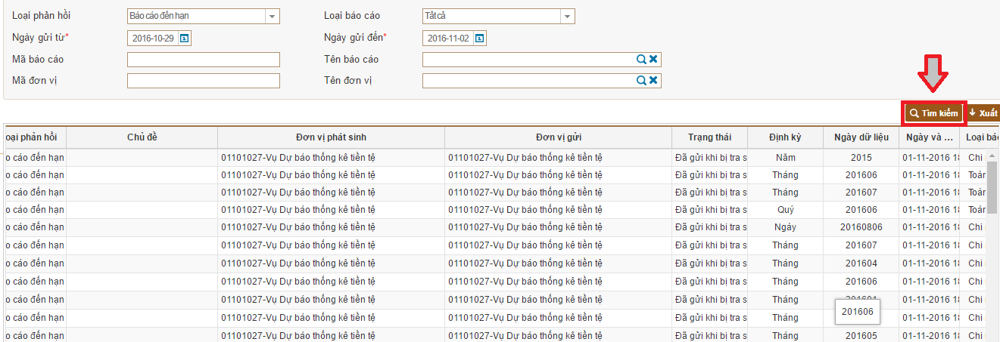 Loại phản hồi Báo cáo đến hạn Loại báo cáo Tất cả
Ngày gửi từ* 2016-10-29 Ngày gửi đến* 2016-11-02
Mã báo cáo Tên báo cáo
Mã đơn vị Tên đơn vị
Tìm kiếm Xuất
oại phản hồi Chủ đề Đơn vị phát sinh Đơn vị gửi Trạng thái Định kỳ Ngày dữ liệu Ngày và ... Loại báo
o cáo đến hạn 01101027-Vụ Dự báo thống kê tiền tệ 01101027-Vụ Dự báo thống kê tiền tệ Đã gửi khi bị tra s Năm 2015 01-11-2016 18 Chi
o cáo đến hạn 01101027-Vụ Dự báo thống kê tiền tệ 01101027-Vụ Dự báo thống kê tiền tệ Đã gửi khi bị tra s Tháng 201606 01-11-2016 18 Toàn
o cáo đến hạn 01101027-Vụ Dự báo thống kê tiền tệ 01101027-Vụ Dự báo thống kê tiền tệ Đã gửi khi bị tra s Tháng 201607 01-11-2016 18 Toàn
o cáo đến hạn 01101027-Vụ Dự báo thống kê tiền tệ 01101027-Vụ Dự báo thống kê tiền tệ Đã gửi khi bị tra s Quý 201606 01-11-2016 18 Toàn
o cáo đến hạn 01101027-Vụ Dự báo thống kê tiền tệ 01101027-Vụ Dự báo thống kê tiền tệ Đã gửi khi bị tra s Ngày 20160806 01-11-2016 18 Chi
o cáo đến hạn 01101027-Vụ Dự báo thống kê tiền tệ 01101027-Vụ Dự báo thống kê tiền tệ Đã gửi khi bị tra s Tháng 201607 01-11-2016 18 Chi
o cáo đến hạn 01101027-Vụ Dự báo thống kê tiền tệ 01101027-Vụ Dự báo thống kê tiền tệ Đã gửi khi bị tra s Tháng 201604 01-11-2016 18 Chi
o cáo đến hạn 01101027-Vụ Dự báo thống kê tiền tệ 01101027-Vụ Dự báo thống kê tiền tệ Đã gửi khi bị tra s Tháng 201606 01-11-2016 18 Chi
o cáo đến hạn 01101027-Vụ Dự báo thống kê tiền tệ 01101027-Vụ Dự báo thống kê tiền tệ Đã gửi khi bị tra s Tháng 01-11-2016 18 Chi
o cáo đến hạn 01101027-Vụ Dự báo thống kê tiền tệ 01101027-Vụ Dự báo thống kê tiền tệ Đã gửi khi bị tra s Tháng 201606 01-11-2016 18 Chi
o cáo đến hạn 01101027-Vụ Dự báo thống kê tiền tệ 01101027-Vụ Dự báo thống kê tiền tệ Đã gửi khi bị tra s Tháng 201605 01-11-2016 18 Chi